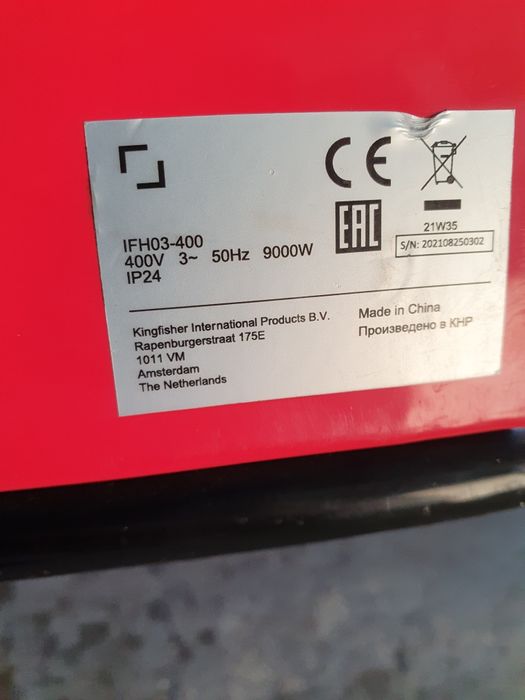 CE
EAC
21W35
S/N: 202108250302
IFH03-400
400V 3~ 50Hz 9000W
IP24
Kingfisher International Products B.V.
Rapenburgerstraat 175E
1011 VM
Amsterdam
The Netherlands
Made in China
Произведено в КНР